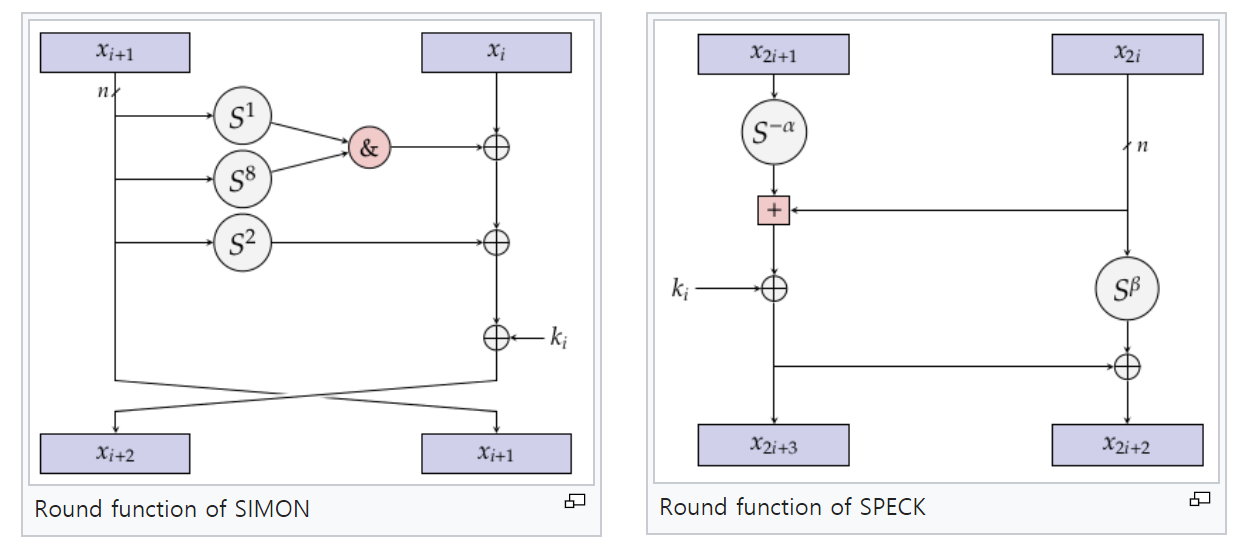 x_{i+1}
x_i
n
S^1
&
S^8
S^2
k_i
x_{i+2}
x_{i+1}
Round function of SIMON
x_{2i+1}
x_{2i}
S^{-α}
n
+
k_i
S^β
x_{2i+3}
x_{2i+2}
Round function of SPECK